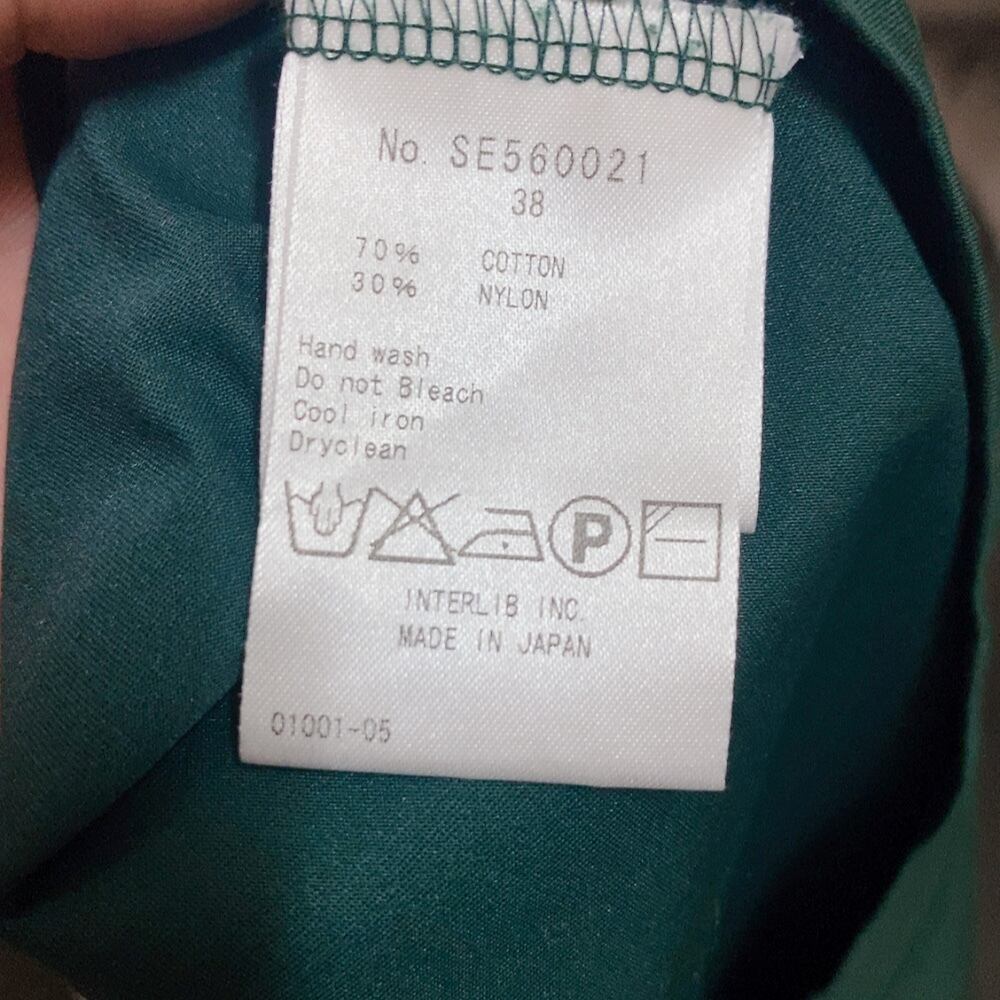 No. SE560021
38
70% COTTON
30% NYLON
Hand wash
Do not Bleach
Cool iron
Dryclean
P
INTERLIB INC.
MADE IN JAPAN
01001-05